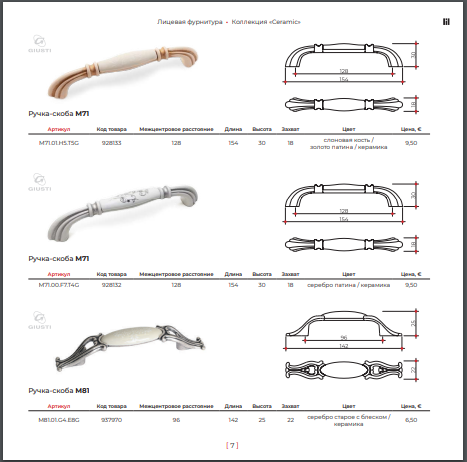 Лицевая фурнитура • Коллекция «Ceramic»
GIUSTI
30
128
154
18
Ручка-скоба M71
Артикул Код товара Межцентровое расстояние Длина Высота Захват Цвет Цена, €
M71.01.H5.T5G 928133 128 154 30 18 слоновая кость / золото патина / керамика 9,50
GIUSTI
30
128
154
18
Ручка-скоба M71
Артикул Код товара Межцентровое расстояние Длина Высота Захват Цвет Цена, €
M71.00.F7.T4G 928132 128 154 30 18 серебро патина / керамика 9,50
GIUSTI
25
96
142
22
Ручка-скоба M81
Артикул Код товара Межцентровое расстояние Длина Высота Захват Цвет Цена, €
M81.01.G4.E8G 937970 96 142 25 22 серебро старое с блеском / керамика 6,50
[ 7 ]